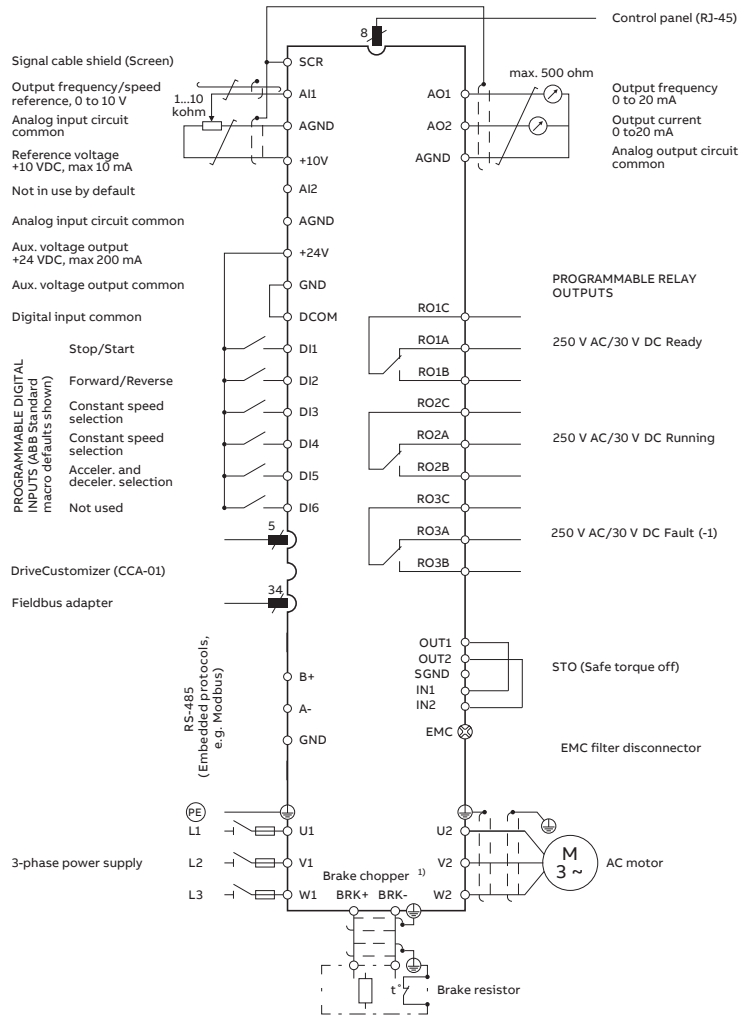 Control panel (RJ-45)
8
Signal cable shield (Screen)
SCR
Output frequency/speed
reference, 0 to 10 V
1...10
kohm
AI1
Analog input circuit
common
AGND
Reference voltage
+10 VDC, max 10 mA
+10V
Not in use by default
AI2
Analog input circuit common
AGND
Aux. voltage output
+24 VDC, max 200 mA
+24V
Aux. voltage output common
GND
Digital input common
DCOM
PROGRAMMABLE DIGITAL
INPUTS (ABB Standard
macro defaults shown)
Stop/Start
DI1
Forward/Reverse
DI2
Constant speed
selection
DI3
Constant speed
selection
DI4
Acceler. and
deceler. selection
DI5
Not used
DI6
5
DriveCustomizer (CCA-01)
34
Fieldbus adapter
RS-485
(Embedded protocols,
e.g. Modbus)
B+
A-
GND
PE
L1
U1
3-phase power supply
L2
V1
L3
W1
max. 500 ohm
AO1
Output frequency
0 to 20 mA
AO2
Output current
0 to20 mA
AGND
Analog output circuit
common
PROGRAMMABLE RELAY
OUTPUTS
RO1C
RO1A
250 V AC/30 V DC Ready
RO1B
RO2C
RO2A
250 V AC/30 V DC Running
RO2B
RO3C
RO3A
250 V AC/30 V DC Fault (-1)
RO3B
OUT1
OUT2
SGND
IN1
IN2
STO (Safe torque off)
EMC
EMC filter disconnector
U2
V2
W2
M
3 ~
AC motor
Brake chopper 1)
BRK+ BRK-
t°
Brake resistor